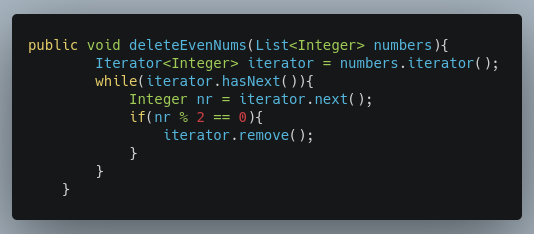 public void deleteEvenNums(List<Integer> numbers){
        Iterator<Integer> iterator = numbers.iterator();
        while(iterator.hasNext()){
            Integer nr = iterator.next();
            if(nr % 2 == 0){
                iterator.remove();
            }
        }
    }